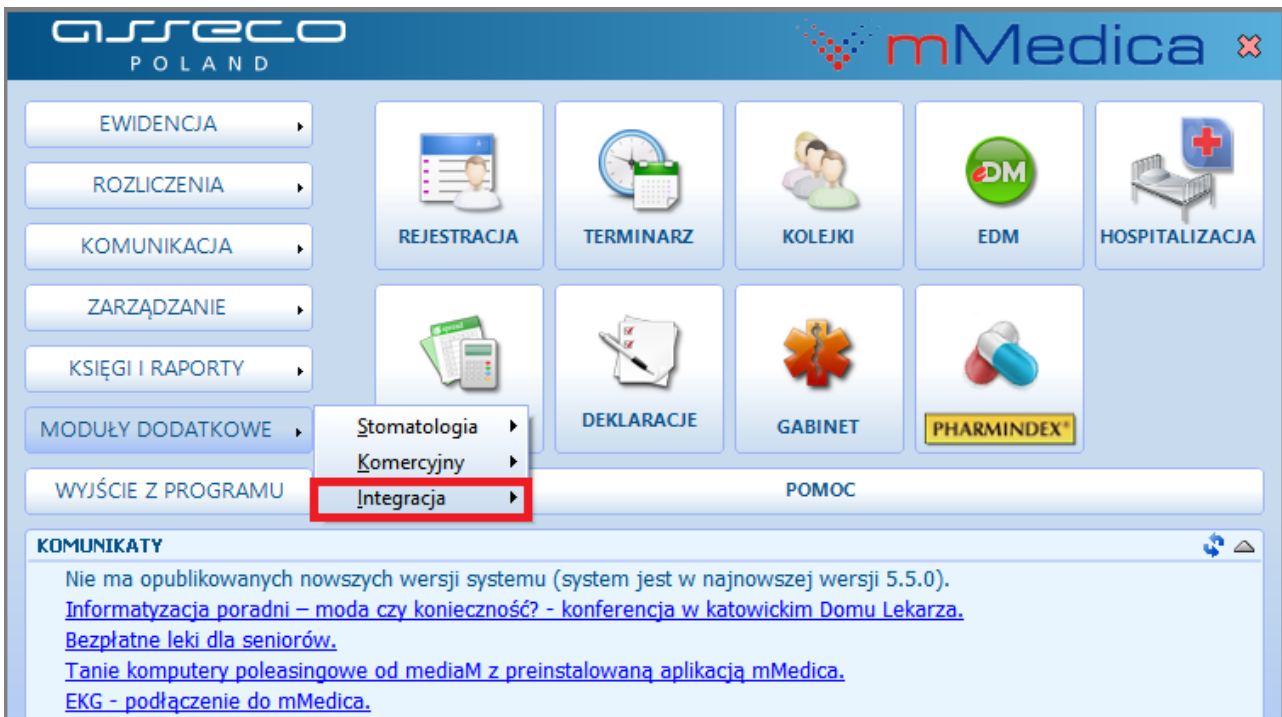 asseco
POLAND
mMedica
EWIDENCJA
ROZLICZENIA
KOMUNIKACJA
ZARZĄDZANIE
KSIĘGI I RAPORTY
MODUŁY DODATKOWE
WYJŚCIE Z PROGRAMU
REJESTRACJA
TERMINARZ
KOLEJKI
eDM
EDM
HOSPITALIZACJA
DEKLARACJE
GABINET
PHARMINDEX®
Stomatologia
Komercyjny
Integracja
POMOC
KOMUNIKATY
Nie ma opublikowanych nowszych wersji systemu (system jest w najnowszej wersji 5.5.0).
Informatyzacja poradni – moda czy konieczność? - konferencja w katowickim Domu Lekarza.
Bezpłatne leki dla seniorów.
Tanie komputery poleasingowe od mediaM z preinstalowaną aplikacją mMedica.
EKG - podłączenie do mMedica.